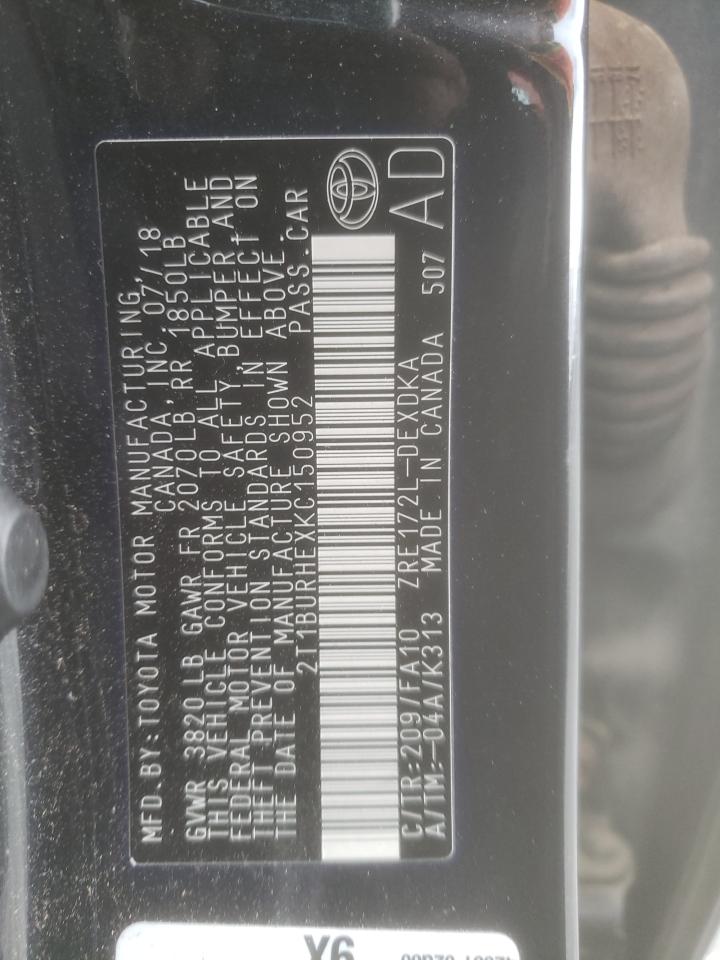 MFD.BY:TOYOTA MOTOR MANUFACTURING,
CANADA, INC. 07/18
GVWR 3820LB GAWR FR 2070LB,RR 1850LB
THIS VEHICLE CONFORMS TO ALL APPLICABLE
FEDERAL MOTOR VEHICLE SAFETY, BUMPER,AND
THEFT PREVENTION STANDARDS IN EFFECT ON
THE DATE OF MANUFACTURE SHOWN ABOVE.
2T1BURHEXKC150952 PASS.CAR
C/TR:209/FA10 ZRE172L-DEXDKA
A/TM:-04A/K313 MADE IN CANADA 507
AD
X6